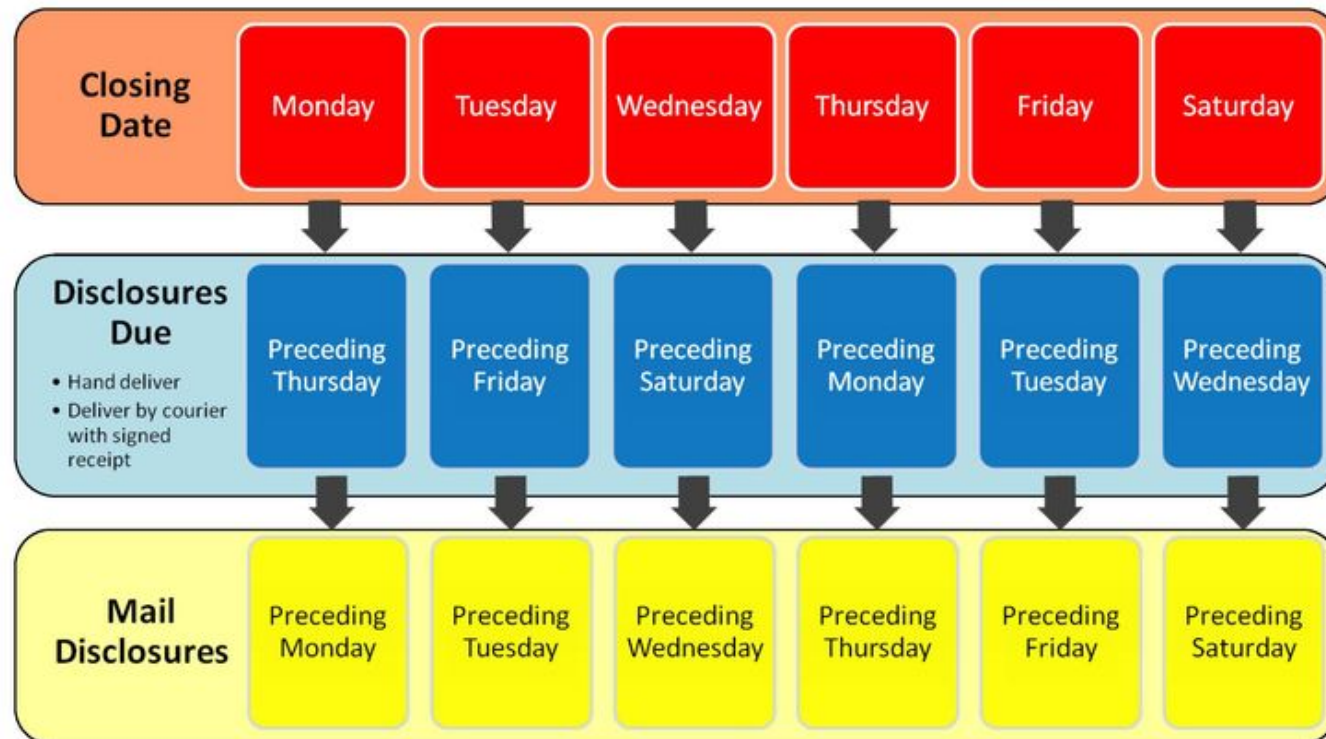 Closing
Date
Monday
Tuesday
Wednesday
Thursday
Friday
Saturday
Disclosures
Due
• Hand deliver
• Deliver by courier
with signed
receipt
Preceding
Thursday
Preceding
Friday
Preceding
Saturday
Preceding
Monday
Preceding
Tuesday
Preceding
Wednesday
Mail
Disclosures
Preceding
Monday
Preceding
Tuesday
Preceding
Wednesday
Preceding
Thursday
Preceding
Friday
Preceding
Saturday